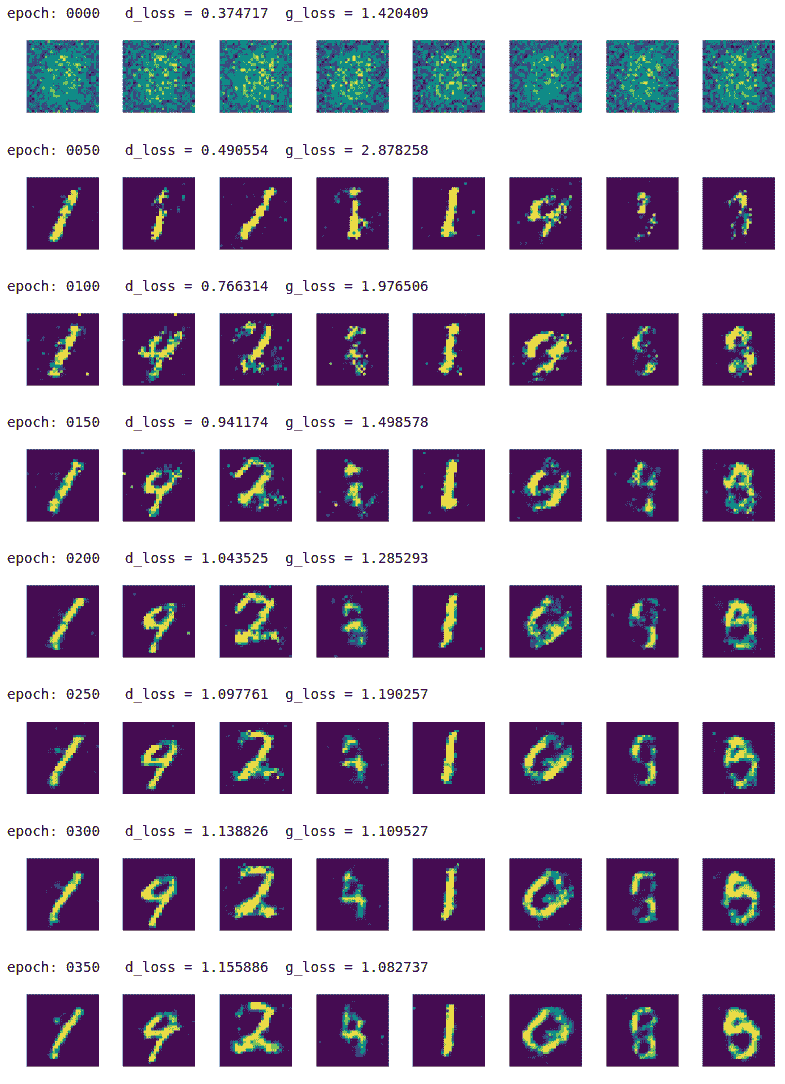 epoch: 0000   d_loss = 0.374717  g_loss = 1.420409
epoch: 0050   d_loss = 0.490554  g_loss = 2.878258
epoch: 0100   d_loss = 0.766314  g_loss = 1.976506
epoch: 0150   d_loss = 0.941174  g_loss = 1.498578
epoch: 0200   d_loss = 1.043525  g_loss = 1.285293
epoch: 0250   d_loss = 1.097761  g_loss = 1.190257
epoch: 0300   d_loss = 1.138826  g_loss = 1.109527
epoch: 0350   d_loss = 1.155886  g_loss = 1.082737